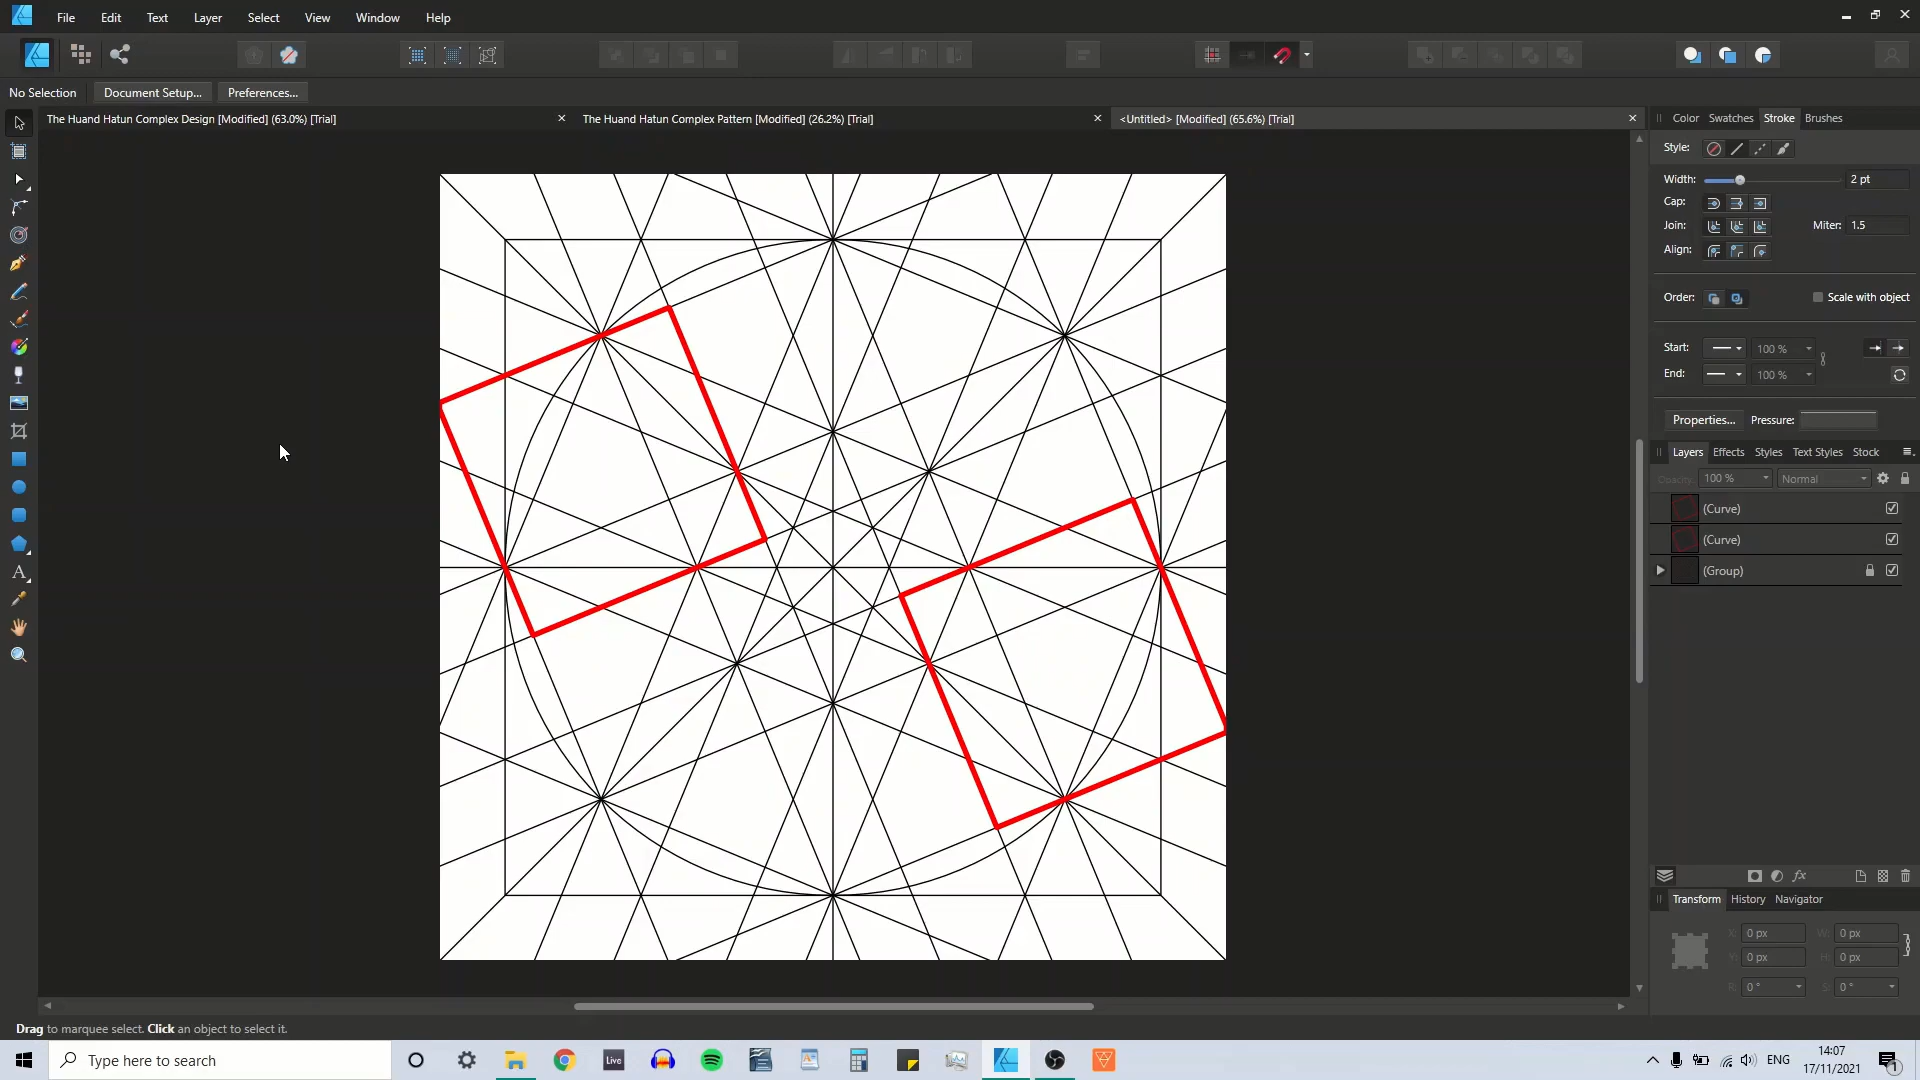 File Edit Text Layer Select View Window Help
No Selection Document Setup... Preferences...
The Huand Hatun Complex Design [Modified] (63.0%) [Trial]
The Huand Hatun Complex Pattern [Modified] (26.2%) [Trial]
<Untitled> [Modified] (65.6%) [Trial]
Color Swatches Stroke Brushes
Style:
Width: 2 pt
Cap:
Join: Miter: 1.5
Align:
Order: Scale with object
Start: 100 %
End: 100 %
Properties... Pressure:
Layers Effects Styles Text Styles Stock
Opacity: 100 % Normal
(Curve)
(Curve)
(Group)
fx
Transform History Navigator
X: 0 px W: 0 px
Y: 0 px H: 0 px
R: 0 ° S: 0 °
Drag to marquee select. Click an object to select it.
Type here to search
Live
ENG
14:07
17/11/2021
1